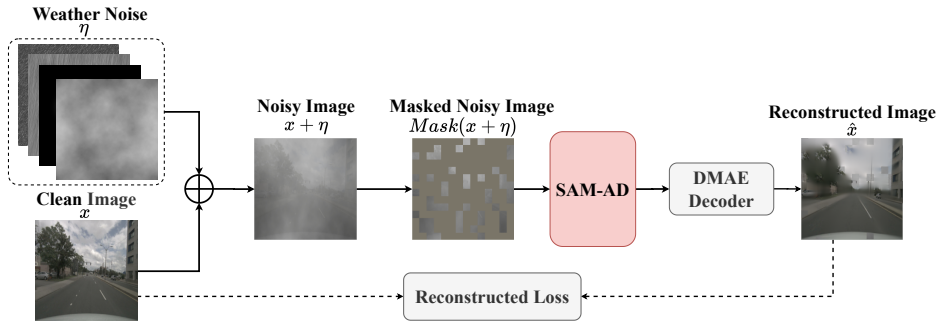 Weather Noise
η
Clean Image
x
Noisy Image
x + η
Masked Noisy Image
Mask(x + η)
SAM-AD
DMAE
Decoder
Reconstructed Image
x̂
Reconstructed Loss